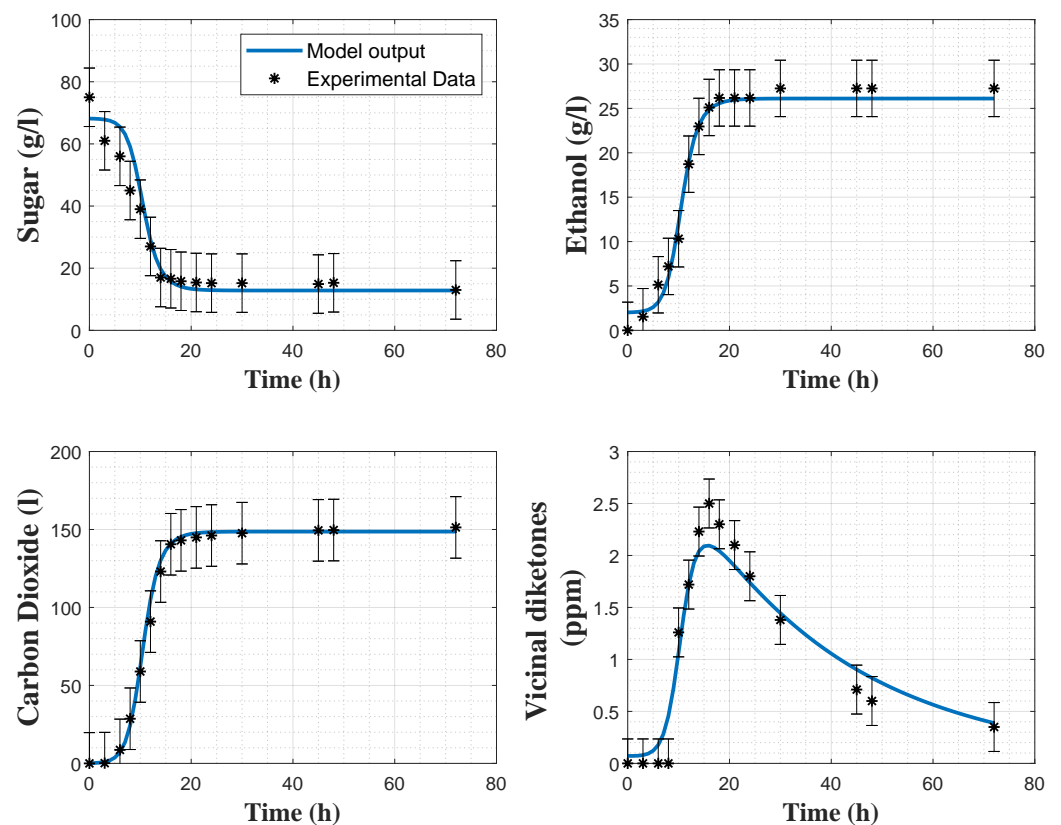 100
80
60
40
20
0
Sugar (g/l)
0 20 40 60 80
Time (h)
Model output
Experimental Data
35
30
25
20
15
10
5
0
Ethanol (g/l)
0 20 40 60 80
Time (h)
200
150
100
50
0
Carbon Dioxide (l)
0 20 40 60 80
Time (h)
3
2.5
2
1.5
1
0.5
0
Vicinal diketones
(ppm)
0 20 40 60 80
Time (h)